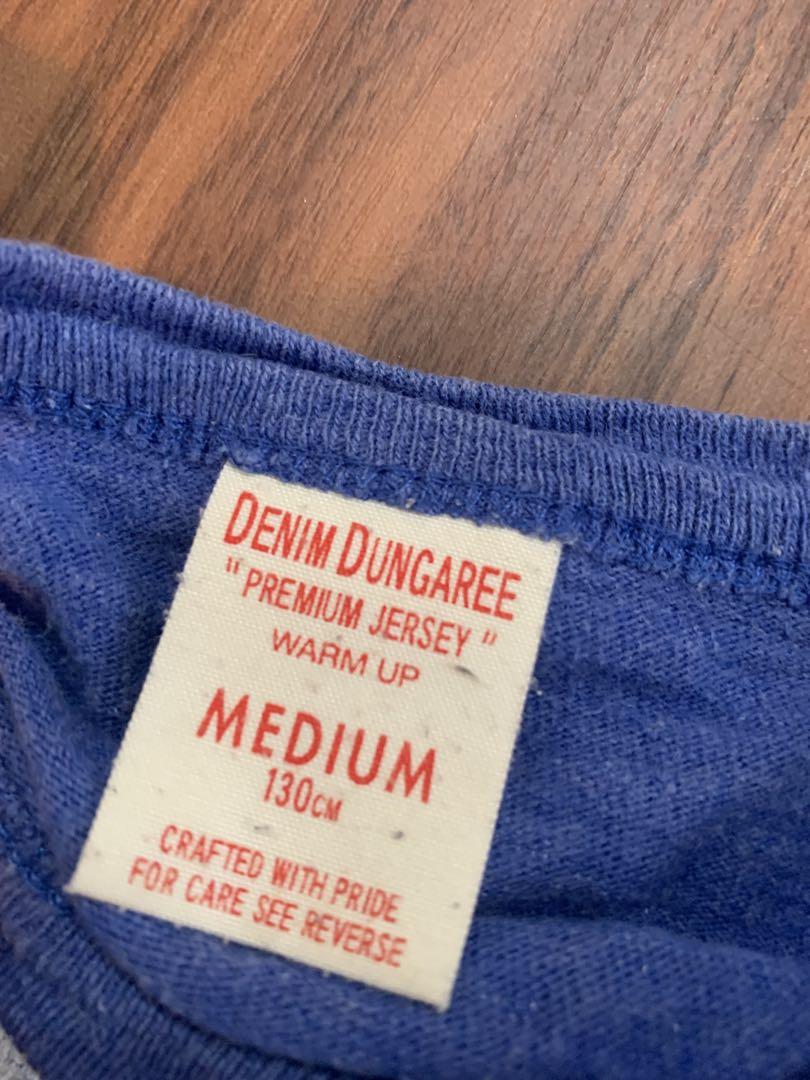 DENIM DUNGAREE
"PREMIUM JERSEY"
WARM UP
MEDIUM
130CM
CRAFTED WITH PRIDE
FOR CARE SEE REVERSE